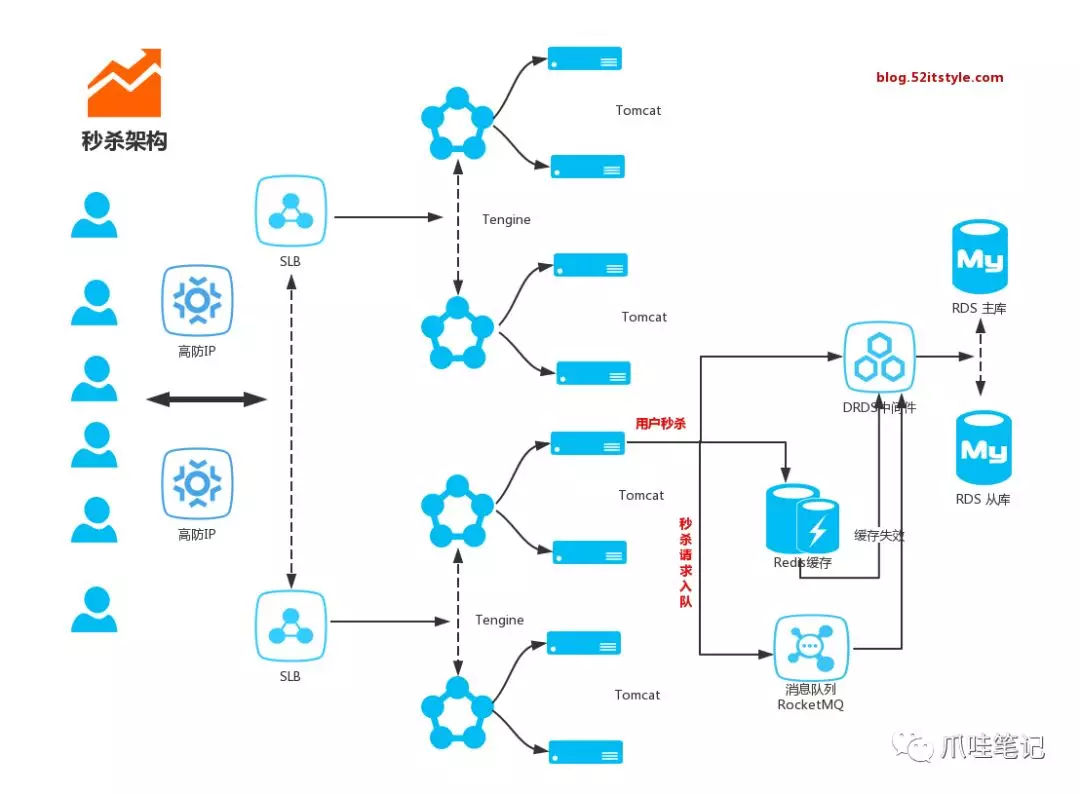 blog.52itstyle.com
秒杀架构
Tomcat
SLB
Tengine
高防IP
Tomcat
RDS 主库
DRDS中间件
用户秒杀
Tomcat
RDS 从库
高防IP
秒杀请求入队
缓存失效
Redis缓存
SLB
Tengine
Tomcat
消息队列
RocketMQ
My
My
爪哇笔记